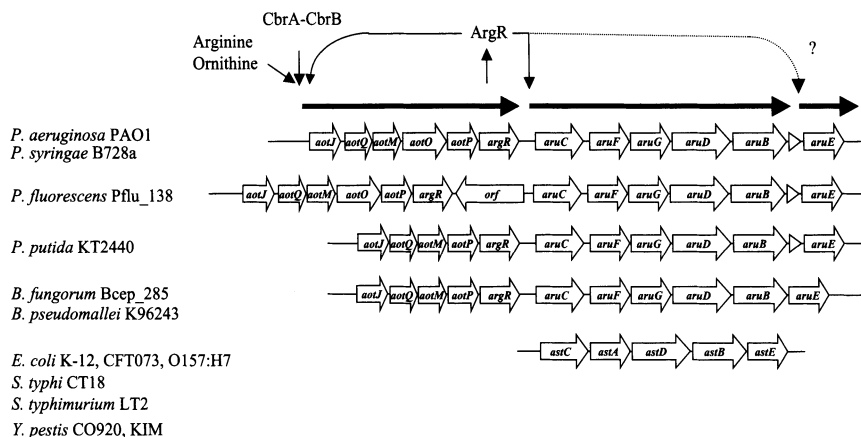 CbrA-CbrB
Arginine
Ornithine
ArgR
?
P. aeruginosa PAO1
P. syringae B728a
aotJ aotQ aotM aotO aotP argR aruC aruF aruG aruD aruB aruE
P. fluorescens Pflu_138
aotJ aotQ aotM aotO aotP argR orf aruC aruF aruG aruD aruB aruE
P. putida KT2440
aotJ aotQ aotM aotP argR aruC aruF aruG aruD aruB aruE
B. fungorum Bcep_285
B. pseudomallei K96243
aotJ aotQ aotM aotP argR aruC aruF aruG aruD aruB aruE
astC astA astD astB astE
E. coli K-12, CFT073, O157:H7
S. typhi CT18
S. typhimurium LT2
Y. pestis CO920, KIM